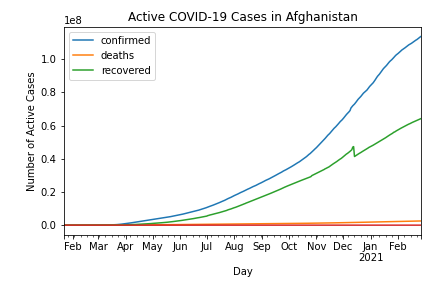 Active COVID-19 Cases in Afghanistan
1e8
confirmed
deaths
recovered
Number of Active Cases
1.0
0.8
0.6
0.4
0.2
0.0
Feb Mar Apr May Jun Jul Aug Sep Oct Nov Dec Jan Feb
2021
Day